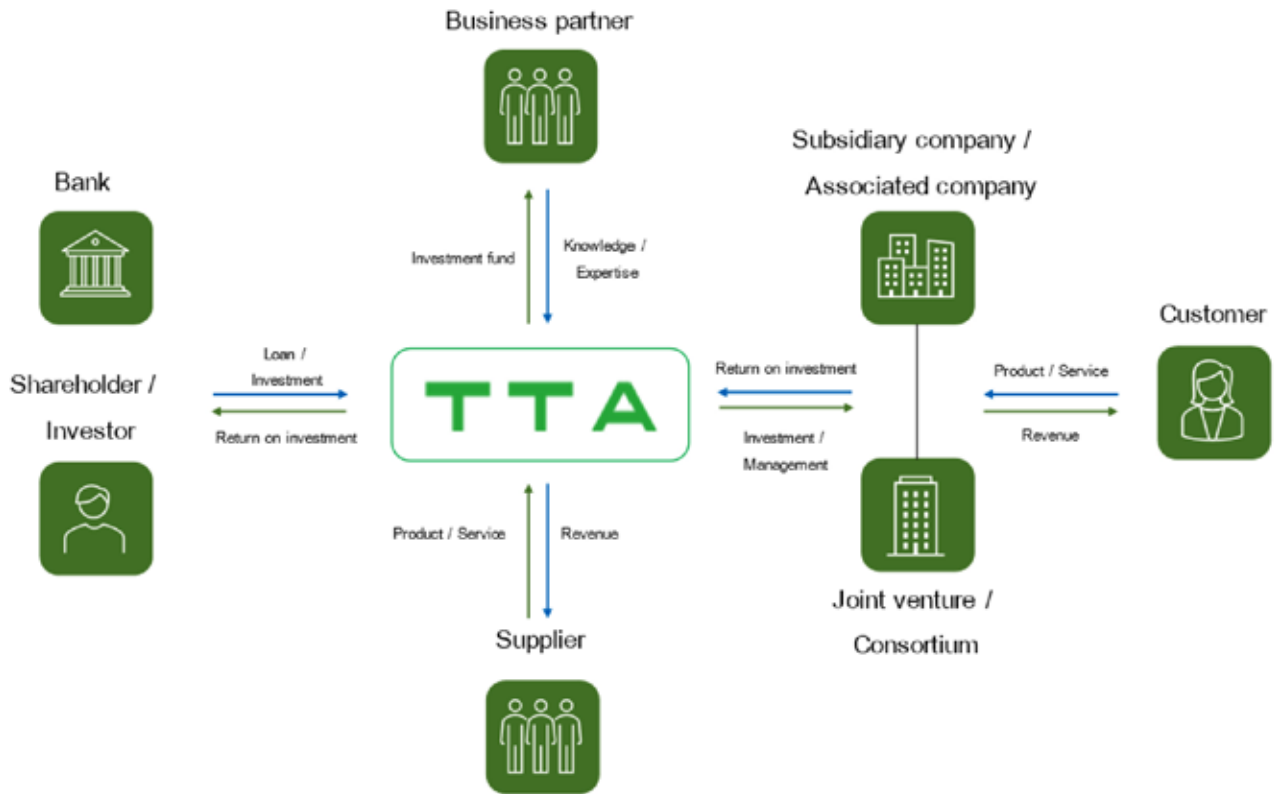 Business partner
Subsidiary company /
Associated company
Bank
Investment fund
Knowledge /
Expertise
Customer
Loan /
Investment
Shareholder /
Investor
Return on investment
TTA
Return on investment
Investment /
Management
Product / Service
Revenue
Product / Service
Revenue
Joint venture /
Consortium
Supplier